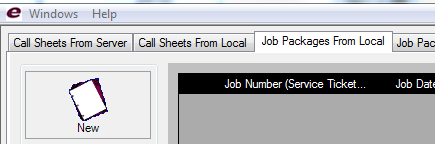 Windows Help
Call Sheets From Server Call Sheets From Local Job Packages From Local Job Pac
New Job Number (Service Ticket... Job Date